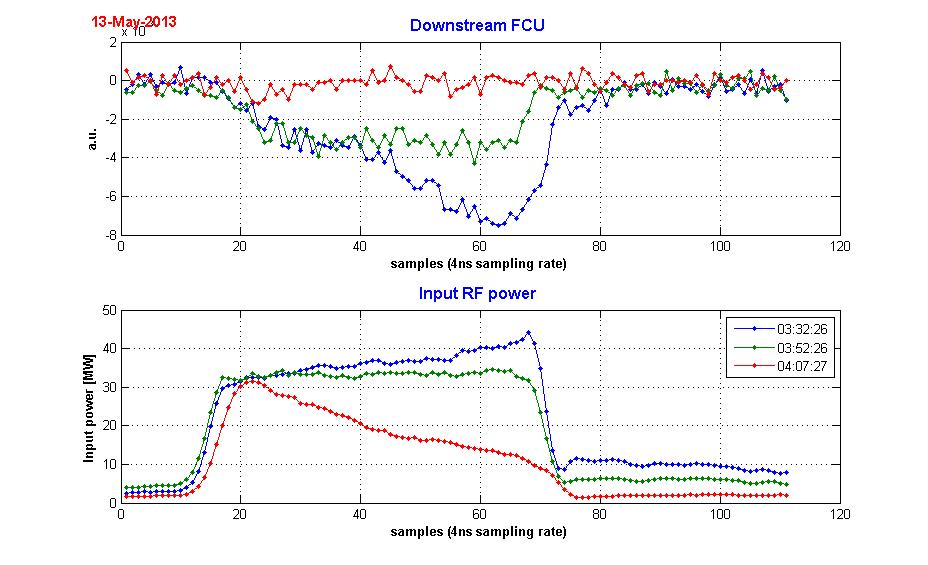 13-May-2013
Downstream FCU
x 10
2
0
-2
-4
-6
-8
a.u.
0 20 40 60 80 100 120
samples (4ns sampling rate)
Input RF power
50
40
30
20
10
0
Input power [MW]
03:32:26
03:52:26
04:07:27
0 20 40 60 80 100 120
samples (4ns sampling rate)